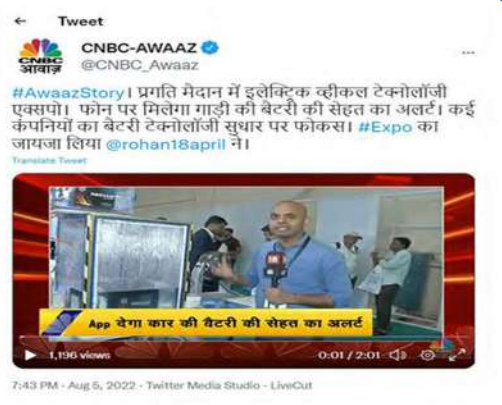 ← Tweet
CNBC-AWAAZ
@CNBC_Awaaz
CNBC
आवाज़
#AwaazStory। प्रगति मैदान में इलेक्ट्रिक व्हीकल टेक्नोलॉजी
एक्सपो। फोन पर मिलेगा गाड़ी की बैटरी की सेहत का अलर्ट। कई
कंपनियों का बैटरी टेक्नोलॉजी सुधार पर फोकस। #Expo का
जायजा लिया @rohan18april ने।
Translate Tweet
App देगा कार की बैटरी की सेहत का अलर्ट
1,196 views
0:01 / 2:01
7:43 PM - Aug 5, 2022 - Twitter Media Studio - LiveCut